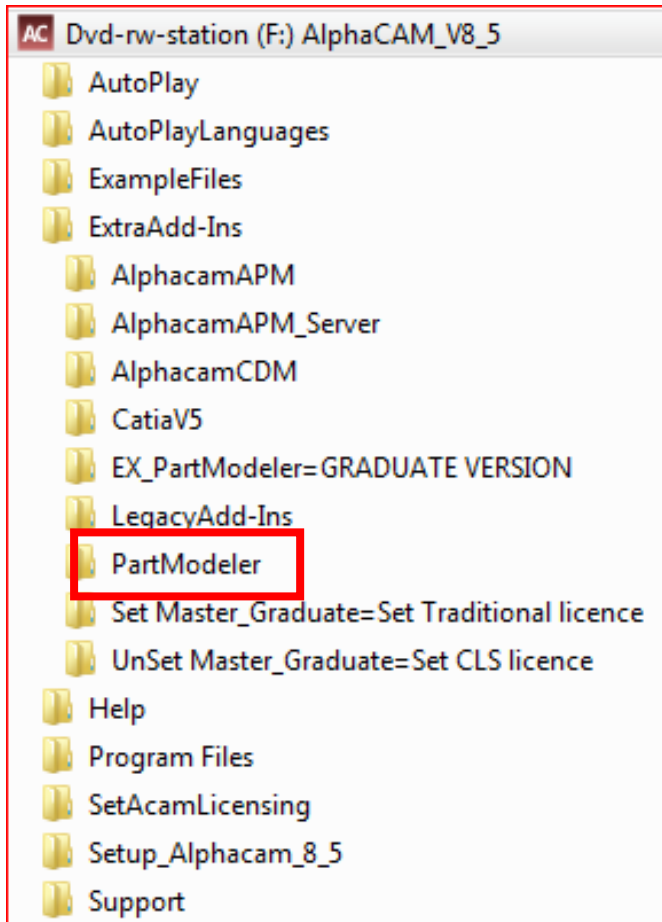 AC Dvd-rw-station (F:) AlphaCAM_V8_5
AutoPlay
AutoPlayLanguages
ExampleFiles
ExtraAdd-Ins
AlphacamAPM
AlphacamAPM_Server
AlphacamCDM
CatiaV5
EX_PartModeler=GRADUATE VERSION
LegacyAdd-Ins
PartModeler
Set Master_Graduate=Set Traditional licence
UnSet Master_Graduate=Set CLS licence
Help
Program Files
SetAcamLicensing
Setup_Alphacam_8_5
Support